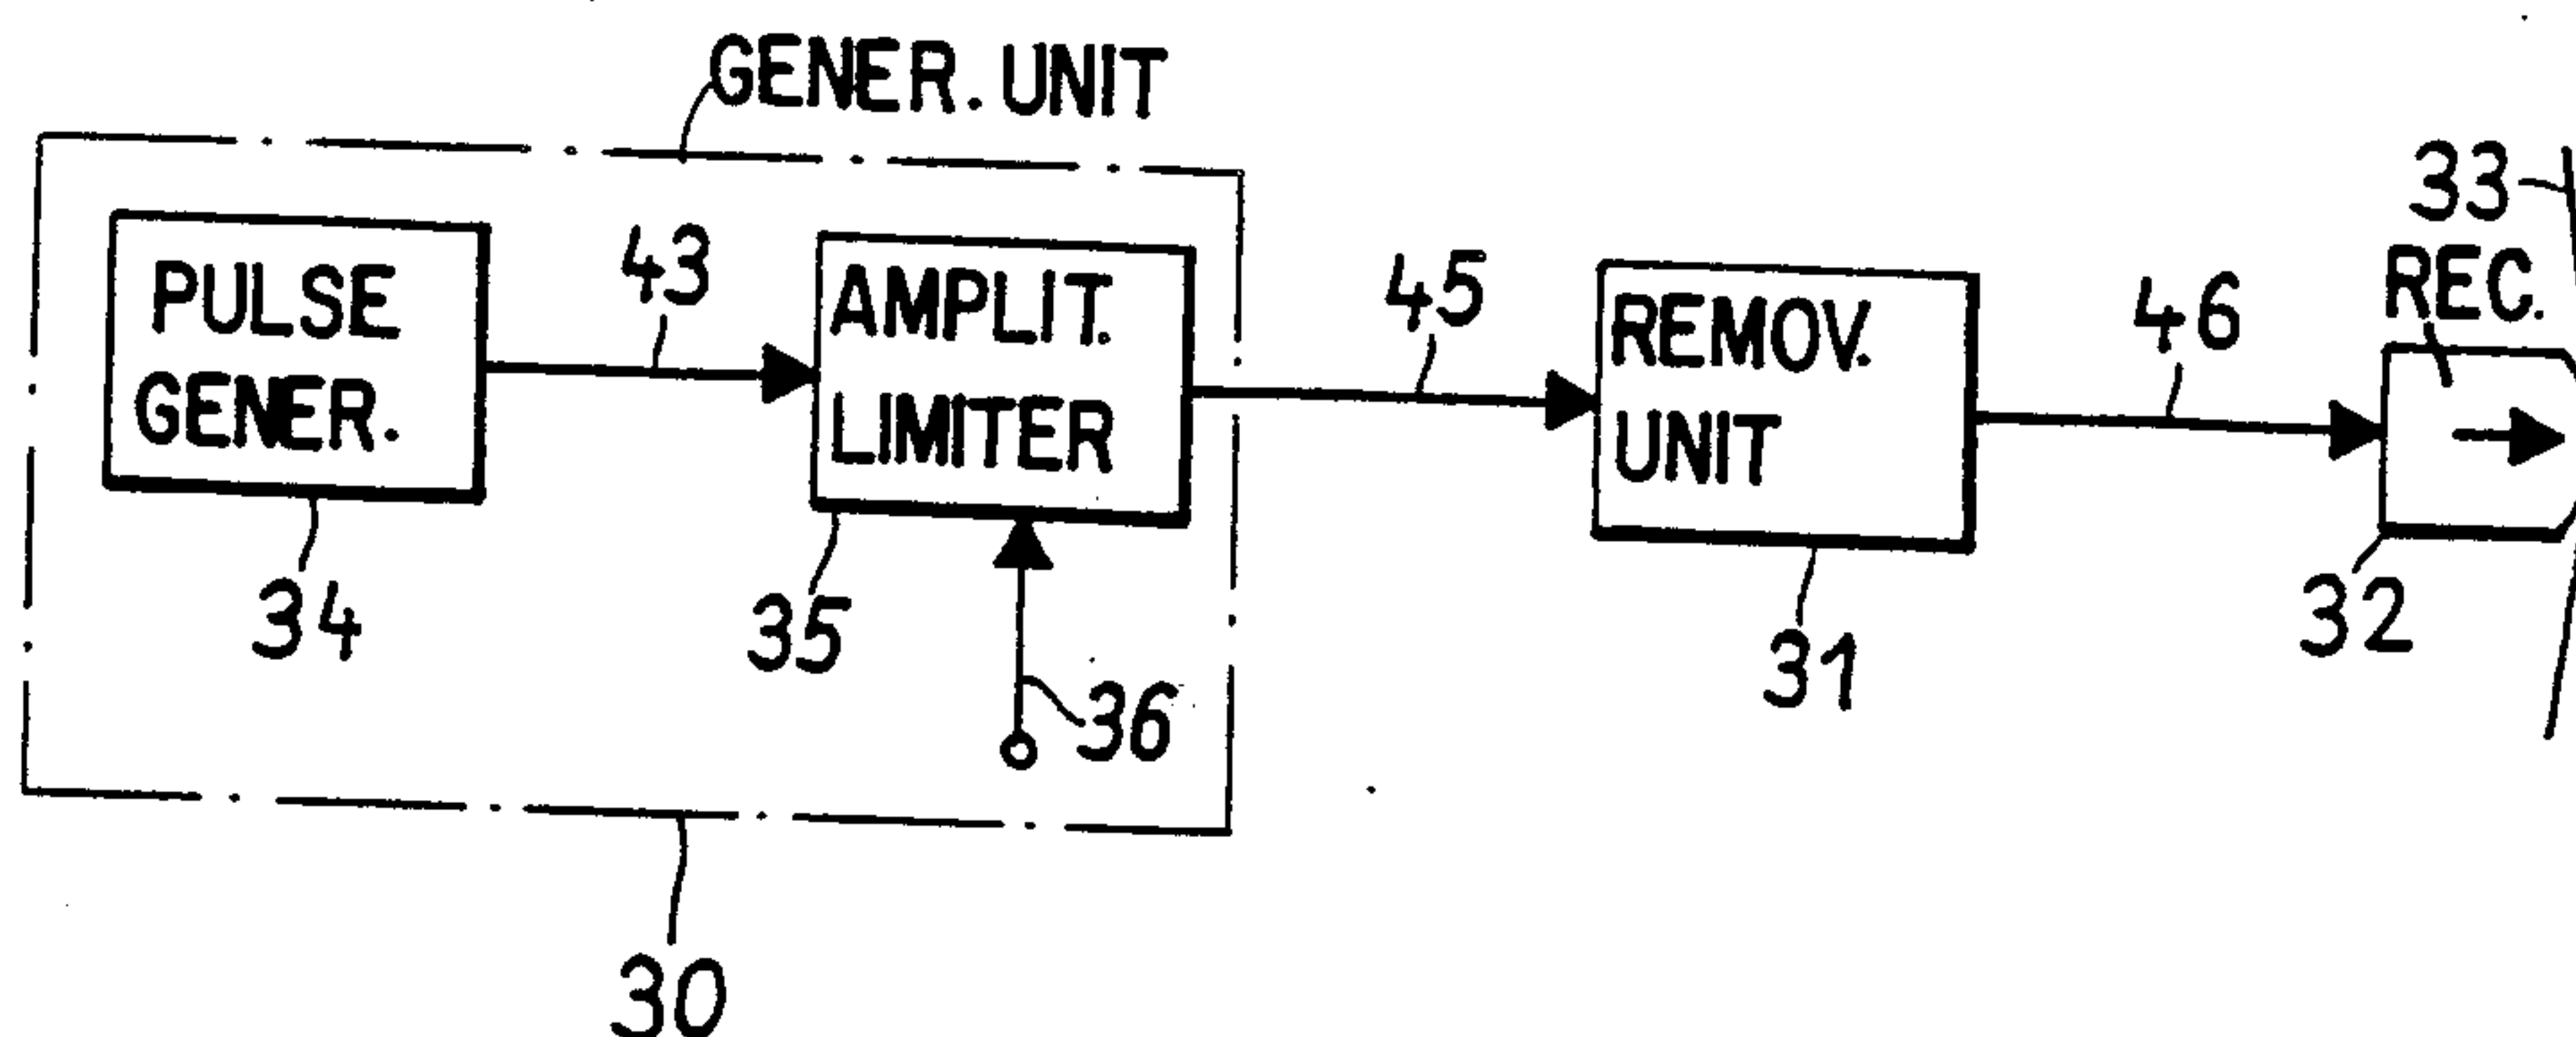 GENER. UNIT
PULSE
GENER.
34
43
AMPLIT.
LIMITER
35
36
30
45
REMOV.
UNIT
31
46
33
REC.
32